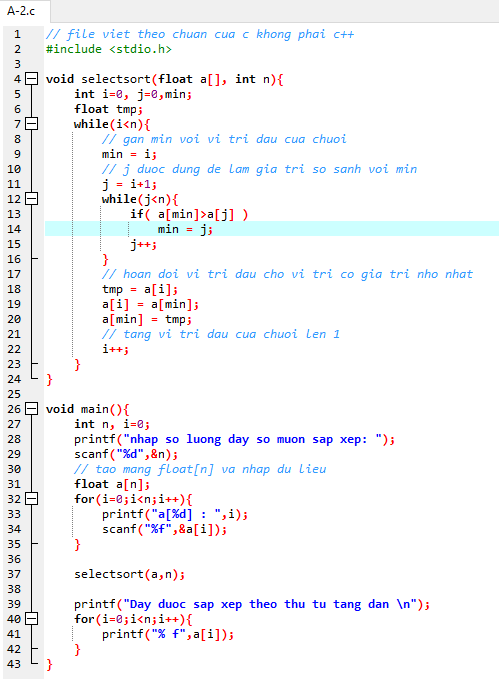 A-2.c
1 // file viet theo chuan cua c khong phai c++
2 #include <stdio.h>
3
4 void selectsort(float a[], int n){
5     int i=0, j=0,min;
6     float tmp;
7     while(i<n){
8         // gan min voi vi tri dau cua chuoi
9         min = i;
10         // j duoc dung de lam gia tri so sanh voi min
11         j = i+1;
12         while(j<n){
13             if( a[min]>a[j] )
14                 min = j;
15             j++;
16         }
17         // hoan doi vi tri dau cho vi tri co gia tri nho nhat
18         tmp = a[i];
19         a[i] = a[min];
20         a[min] = tmp;
21         // tang vi tri dau cua chuoi len 1
22         i++;
23     }
24 }
25
26 void main(){
27     int n, i=0;
28     printf("nhap so luong day so muon sap xep: ");
29     scanf("%d",&n);
30     // tao mang float[n] va nhap du lieu
31     float a[n];
32     for(i=0;i<n;i++){
33         printf("a[%d] : ",i);
34         scanf("%f",&a[i]);
35     }
36
37     selectsort(a,n);
38
39     printf("Day duoc sap xep theo thu tu tang dan \n");
40     for(i=0;i<n;i++){
41         printf("% f",a[i]);
42     }
43 }